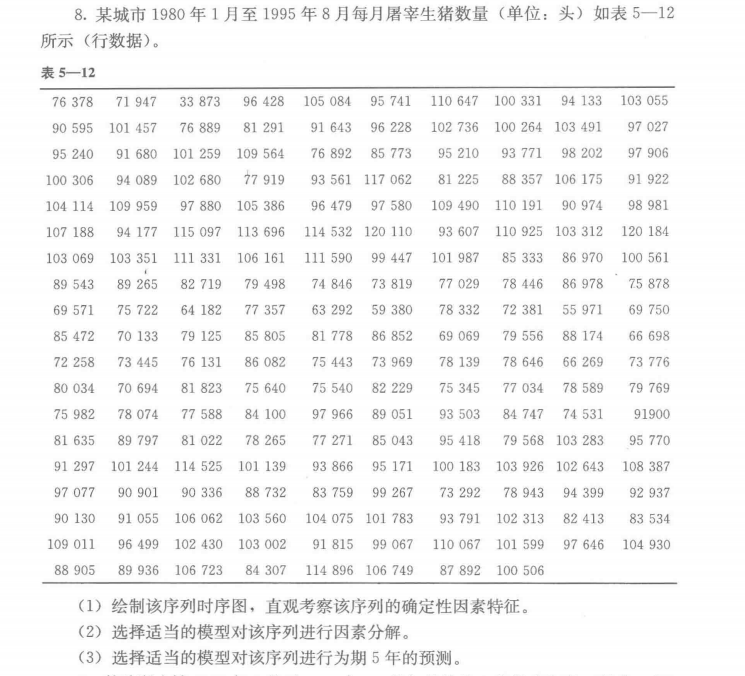 8. 某城市 1980 年 1 月至 1995 年 8 月每月屠宰生猪数量（单位：头）如表 5—12
所示（行数据）。
表 5—12
76 378 71 947 33 873 96 428 105 084 95 741 110 647 100 331 94 133 103 055
90 595 101 457 76 889 81 291 91 643 96 228 102 736 100 264 103 491 97 027
95 240 91 680 101 259 109 564 76 892 85 773 95 210 93 771 98 202 97 906
100 306 94 089 102 680 77 919 93 561 117 062 81 225 88 357 106 175 91 922
104 114 109 959 97 880 105 386 96 479 97 580 109 490 110 191 90 974 98 981
107 188 94 177 115 097 113 696 114 532 120 110 93 607 110 925 103 312 120 184
103 069 103 351 111 331 106 161 111 590 99 447 101 987 85 333 86 970 100 561
89 543 89 265 82 719 79 498 74 846 73 819 77 029 78 446 86 978 75 878
69 571 75 722 64 182 77 357 63 292 59 380 78 332 72 381 55 971 69 750
85 472 70 133 79 125 85 805 81 778 86 852 69 069 79 556 88 174 66 698
72 258 73 445 76 131 86 082 75 443 73 969 78 139 78 646 66 269 73 776
80 034 70 694 81 823 75 640 75 540 82 229 75 345 77 034 78 589 79 769
75 982 78 074 77 588 84 100 97 966 89 051 93 503 84 747 74 531 91900
81 635 89 797 81 022 78 265 77 271 85 043 95 418 79 568 103 283 95 770
91 297 101 244 114 525 101 139 93 866 95 171 100 183 103 926 102 643 108 387
97 077 90 901 90 336 88 732 83 759 99 267 73 292 78 943 94 399 92 937
90 130 91 055 106 062 103 560 104 075 101 783 93 791 102 313 82 413 83 534
109 011 96 499 102 430 103 002 91 815 99 067 110 067 101 599 97 646 104 930
88 905 89 936 106 723 84 307 114 896 106 749 87 892 100 506
（1）绘制该序列时序图，直观考察该序列的确定性因素特征。
（2）选择适当的模型对该序列进行因素分解。
（3）选择适当的模型对该序列进行为期 5 年的预测。